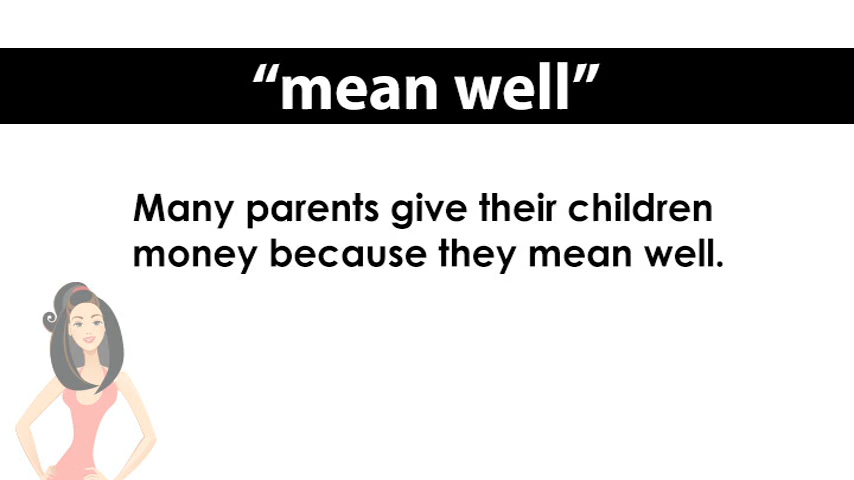 “mean well”
Many parents give their children
money because they mean well.